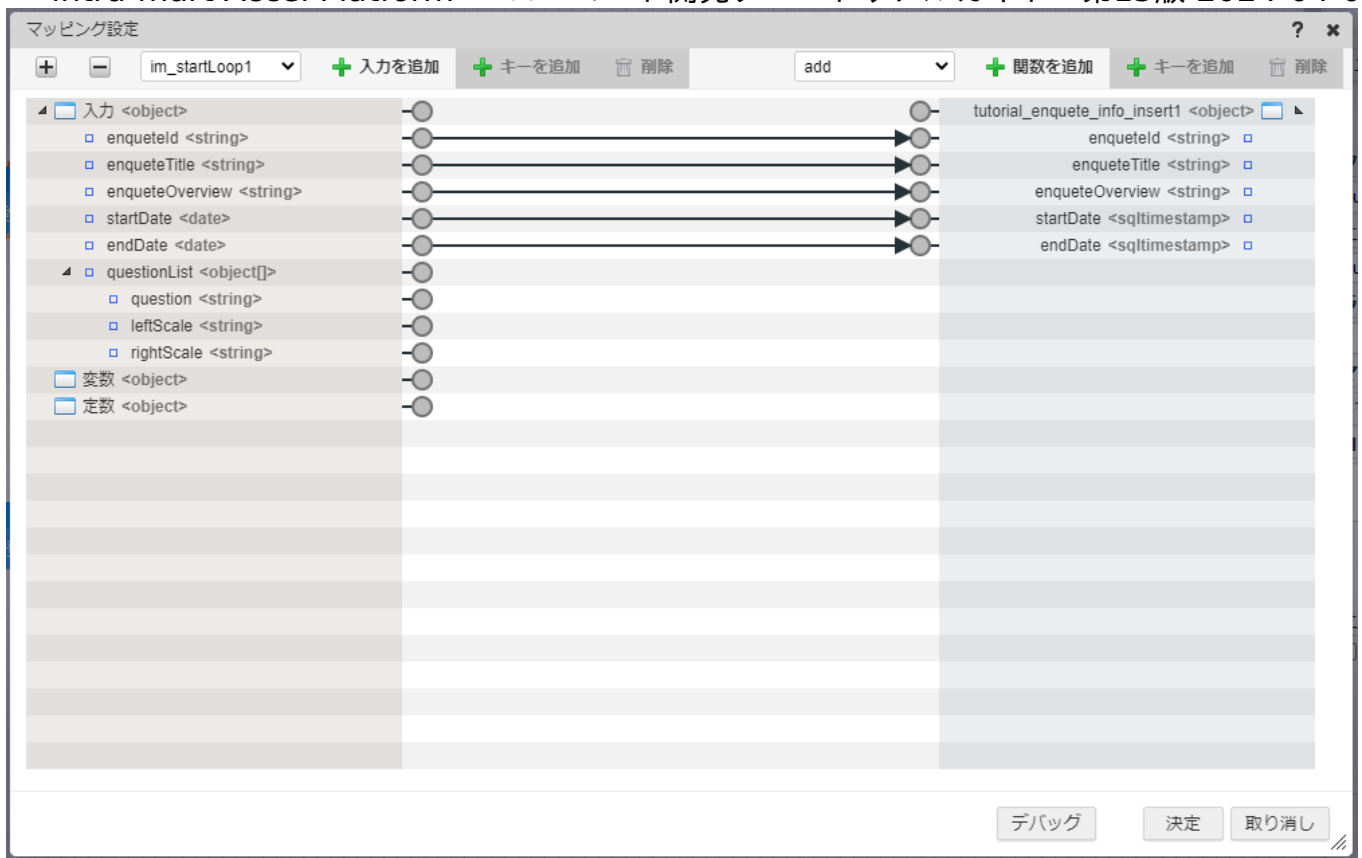 マッピング設定 ?
im_startLoop1 入力を追加 キーを追加 削除 add 関数を追加 キーを追加 削除
入力 <object> tutorial_enquete_info_insert1 <object>
enqueteId <string> enqueteId <string>
enqueteTitle <string> enqueteTitle <string>
enqueteOverview <string> enqueteOverview <string>
startDate <date> startDate <sqltimestamp>
endDate <date> endDate <sqltimestamp>
questionList <object[]>
question <string>
leftScale <string>
rightScale <string>
変数 <object>
定数 <object>
デバッグ 決定 取り消し